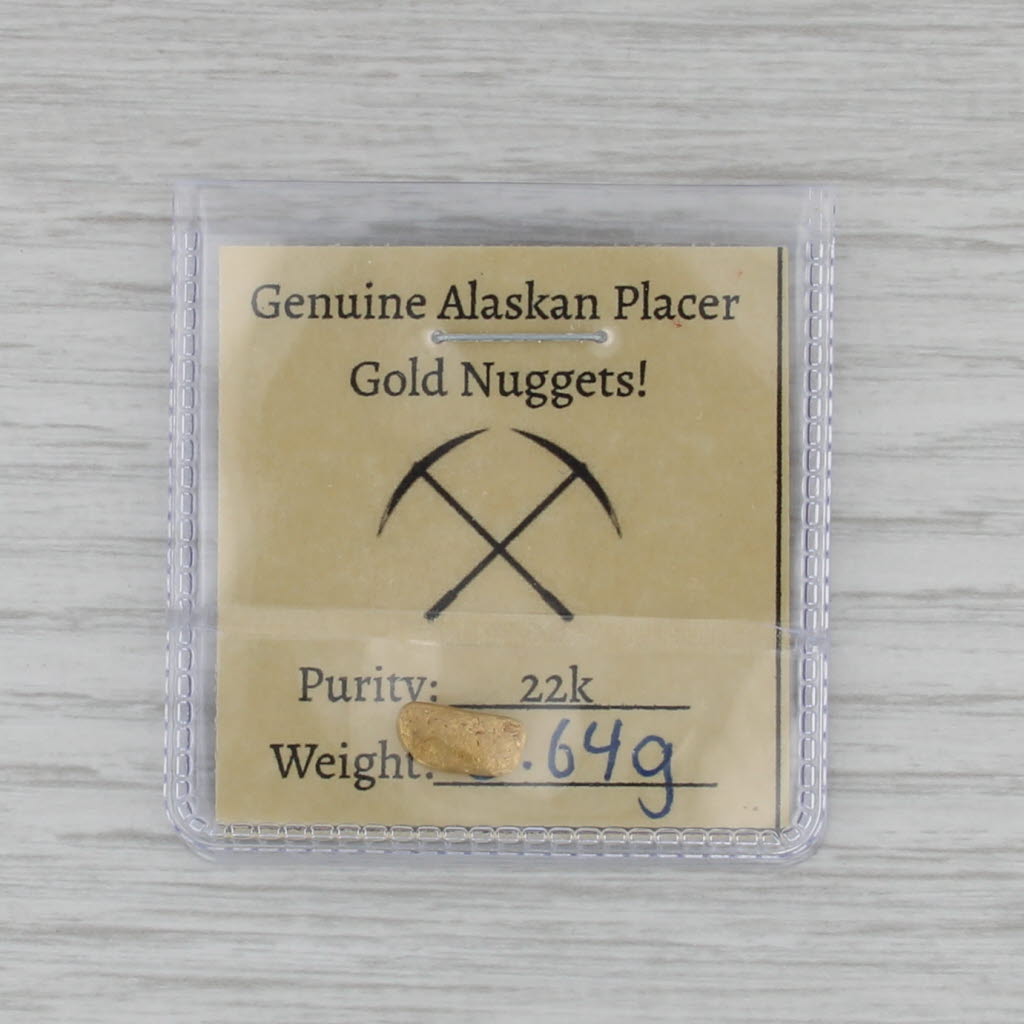 Genuine Alaskan Placer
Gold Nuggets!
Purity: 22k
Weight: .64g